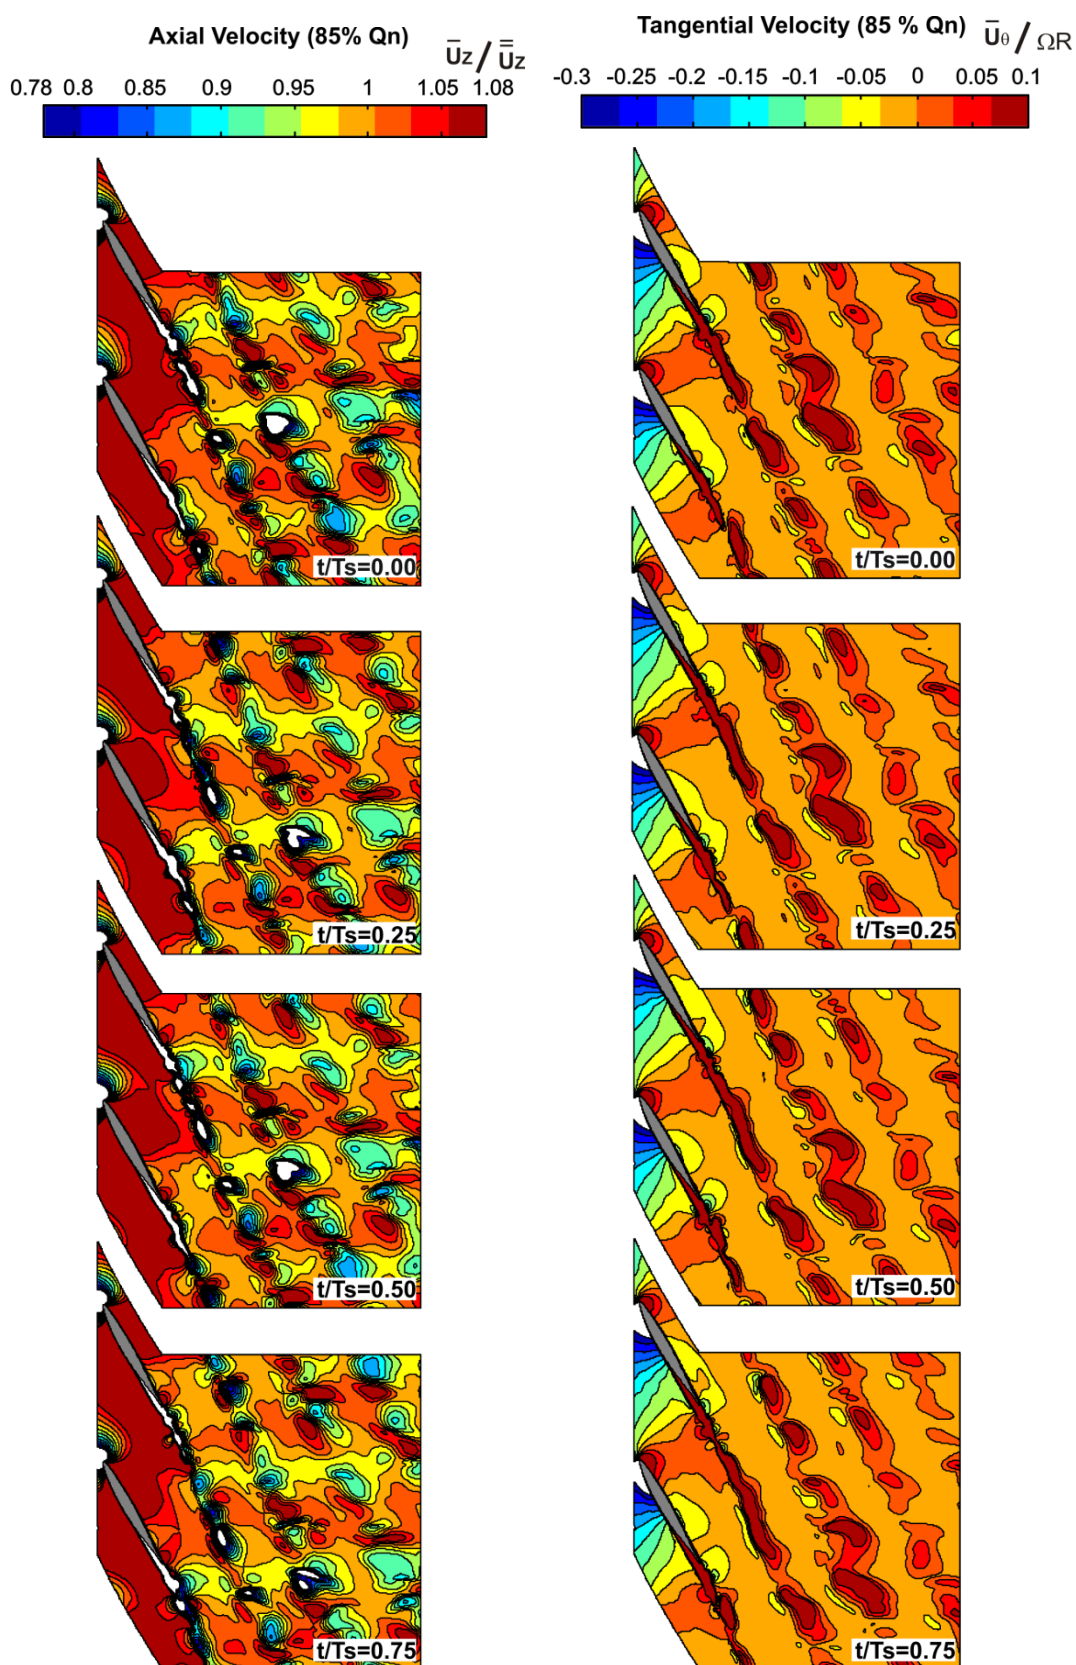 Axial Velocity (85% Qn) U̅z / U̿z
0.78 0.8 0.85 0.9 0.95 1 1.05 1.08
Tangential Velocity (85 % Qn) U̅θ / ΩR
-0.3 -0.25 -0.2 -0.15 -0.1 -0.05 0 0.05 0.1
t/Ts=0.00
t/Ts=0.00
t/Ts=0.25
t/Ts=0.25
t/Ts=0.50
t/Ts=0.50
t/Ts=0.75
t/Ts=0.75